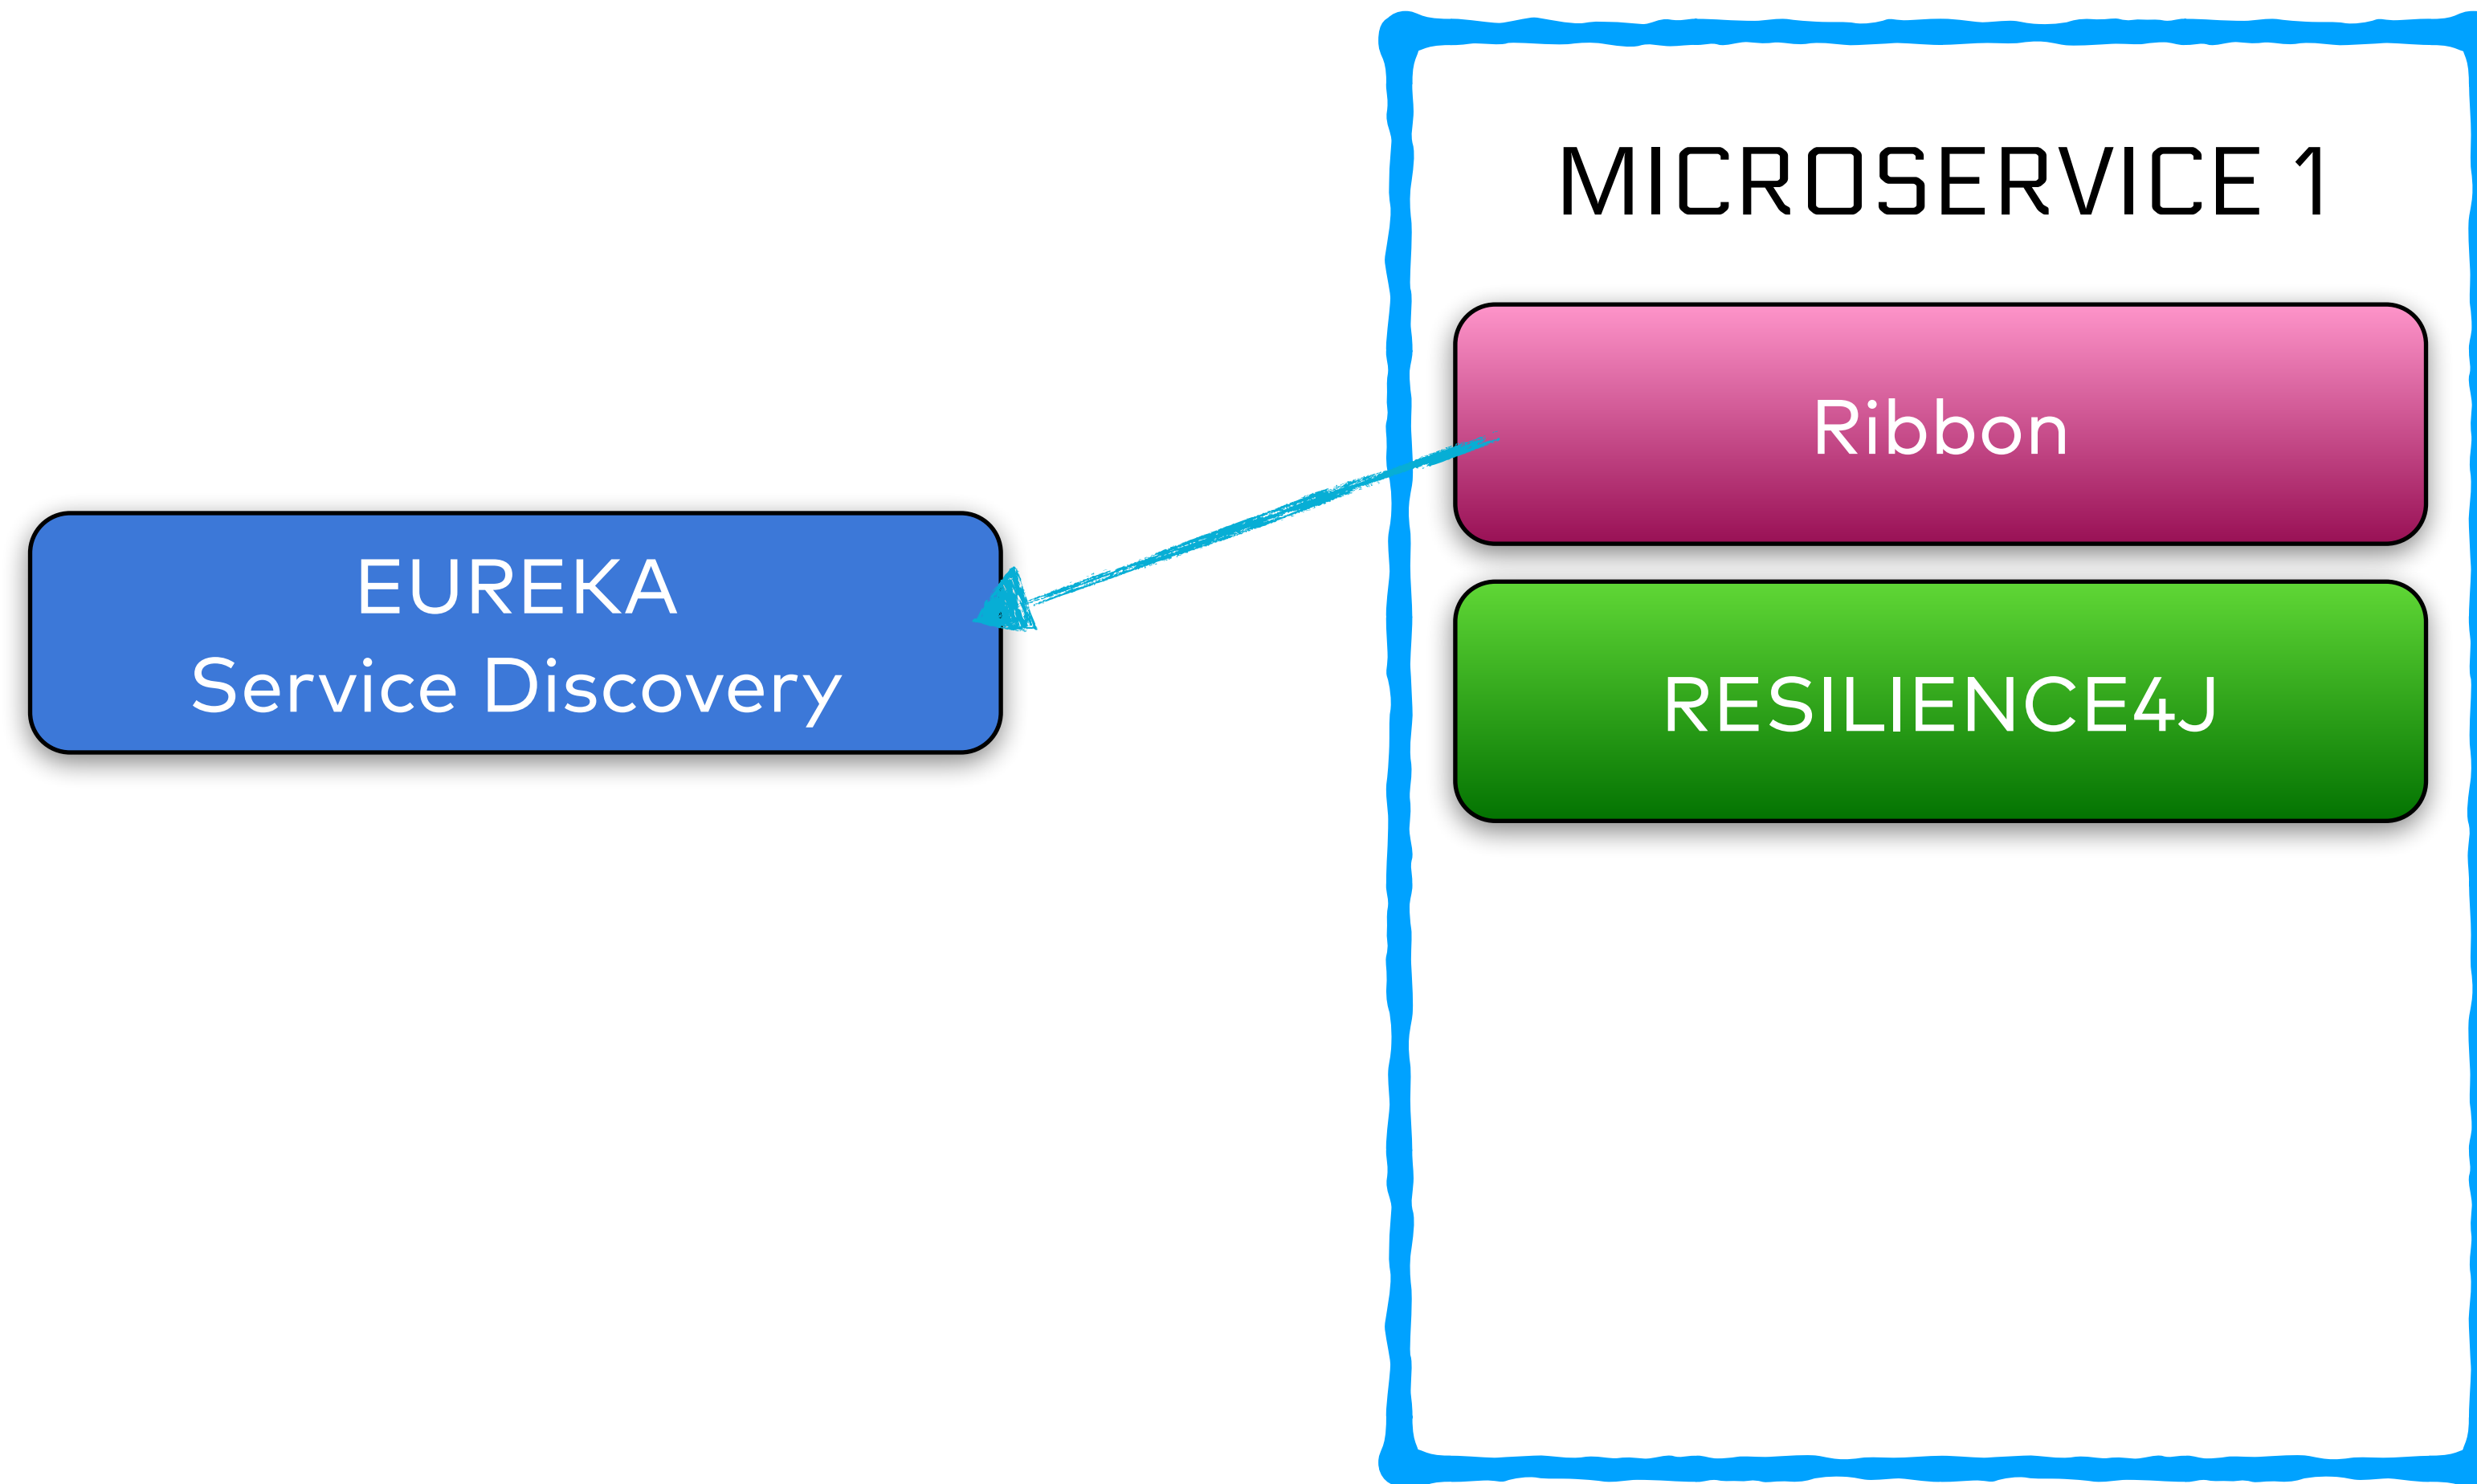 MICROSERVICE 1
Ribbon
EUREKA
Service Discovery
RESILIENCE4J